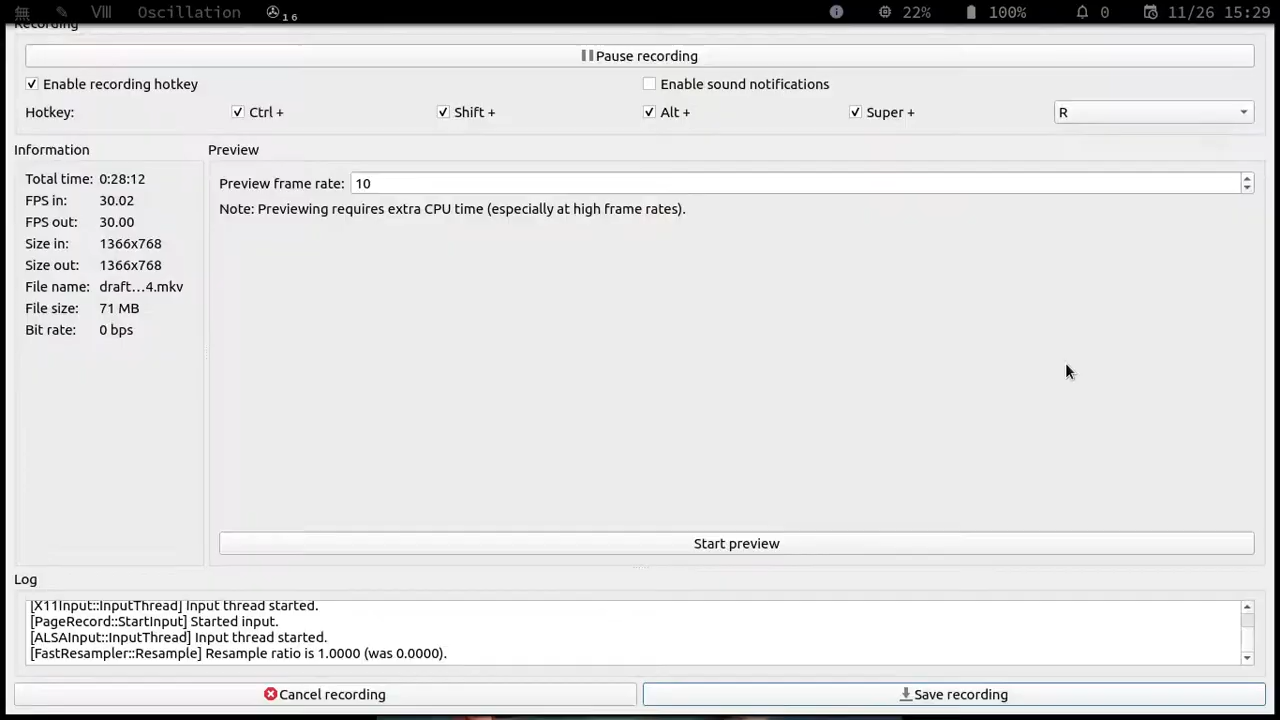 無 ✎ Ⅷ Oscillation 16 22% 100% 0 11/26 15:29
Recording
Pause recording
Enable recording hotkey Enable sound notifications
Hotkey: Ctrl + Shift + Alt + Super + R
Information
Total time: 0:28:12
FPS in: 30.02
FPS out: 30.00
Size in: 1366x768
Size out: 1366x768
File name: draft...4.mkv
File size: 71 MB
Bit rate: 0 bps
Preview
Preview frame rate: 10
Note: Previewing requires extra CPU time (especially at high frame rates).
Start preview
Log
[X11Input::InputThread] Input thread started.
[PageRecord::StartInput] Started input.
[ALSAInput::InputThread] Input thread started.
[FastResampler::Resample] Resample ratio is 1.0000 (was 0.0000).
Cancel recording Save recording